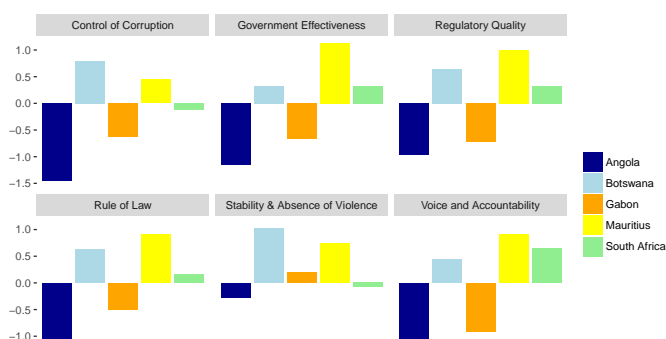 Control of Corruption
Government Effectiveness
Regulatory Quality
1.0
0.5
0.0
−0.5
−1.0
−1.5
Rule of Law
Stability & Absence of Violence
Voice and Accountability
1.0
0.5
0.0
−0.5
−1.0
Angola
Botswana
Gabon
Mauritius
South Africa